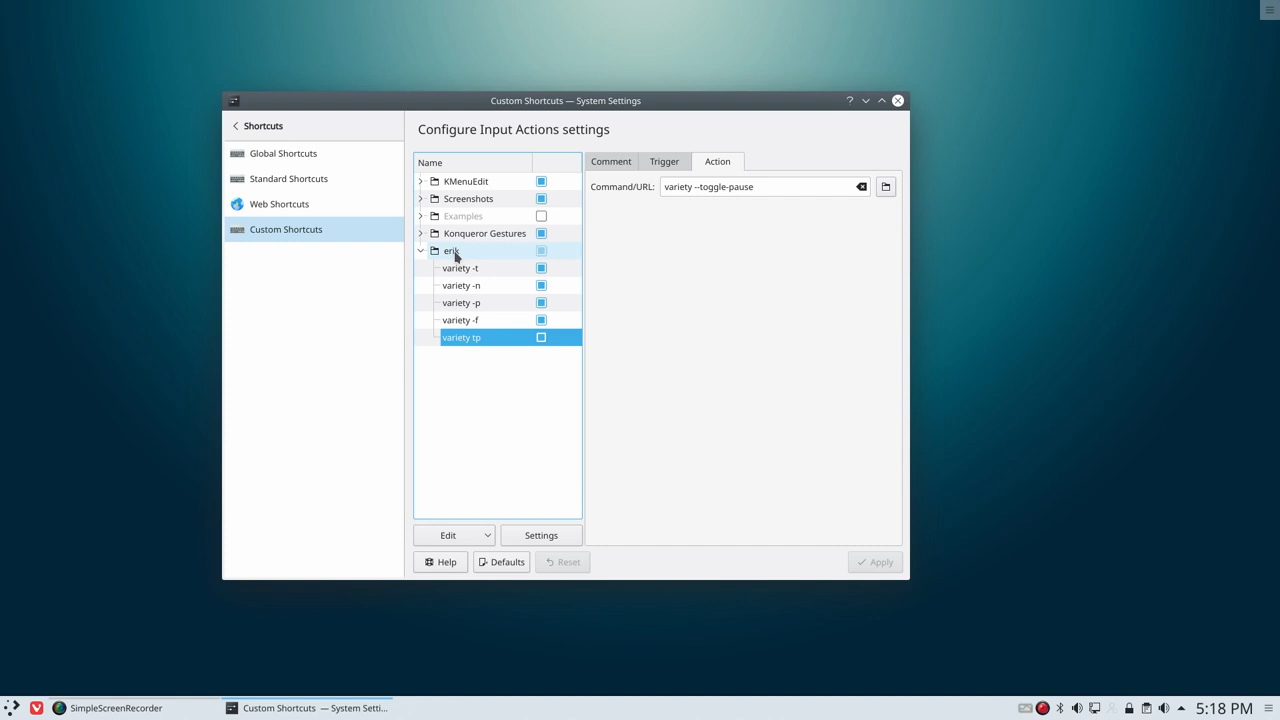 Custom Shortcuts — System Settings
Shortcuts
Global Shortcuts
Standard Shortcuts
Web Shortcuts
Custom Shortcuts
Configure Input Actions settings
Name
KMenuEdit
Screenshots
Examples
Konqueror Gestures
erik
variety -t
variety -n
variety -p
variety -f
variety tp
Edit
Settings
Comment
Trigger
Action
Command/URL:
variety --toggle-pause
Help
Defaults
Reset
Apply
SimpleScreenRecorder
Custom Shortcuts — System Setti...
5:18 PM